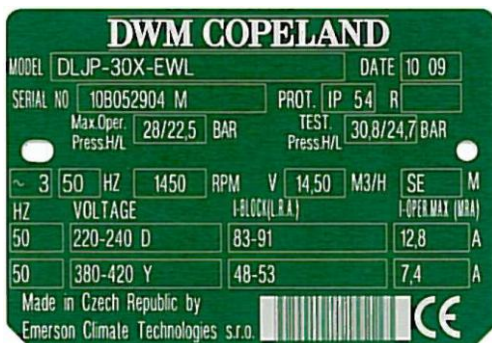 DWM COPELAND
MODEL DLJP-30X-EWL DATE 10 09
SERIAL NO 10B052904 M PROT. IP 54 R
Max.Oper. Press.H/L 28/22,5 BAR TEST. Press.H/L 30,8/24,7 BAR
~ 3 50 HZ 1450 RPM V 14,50 M3/H SE M
HZ VOLTAGE I-BLOCK(L.R.A.) I-OPER.MAX (MRA)
50 220-240 D 83-91 12,8 A
50 380-420 Y 48-53 7,4 A
Made in Czech Republic by
Emerson Climate Technologies s.r.o. CE